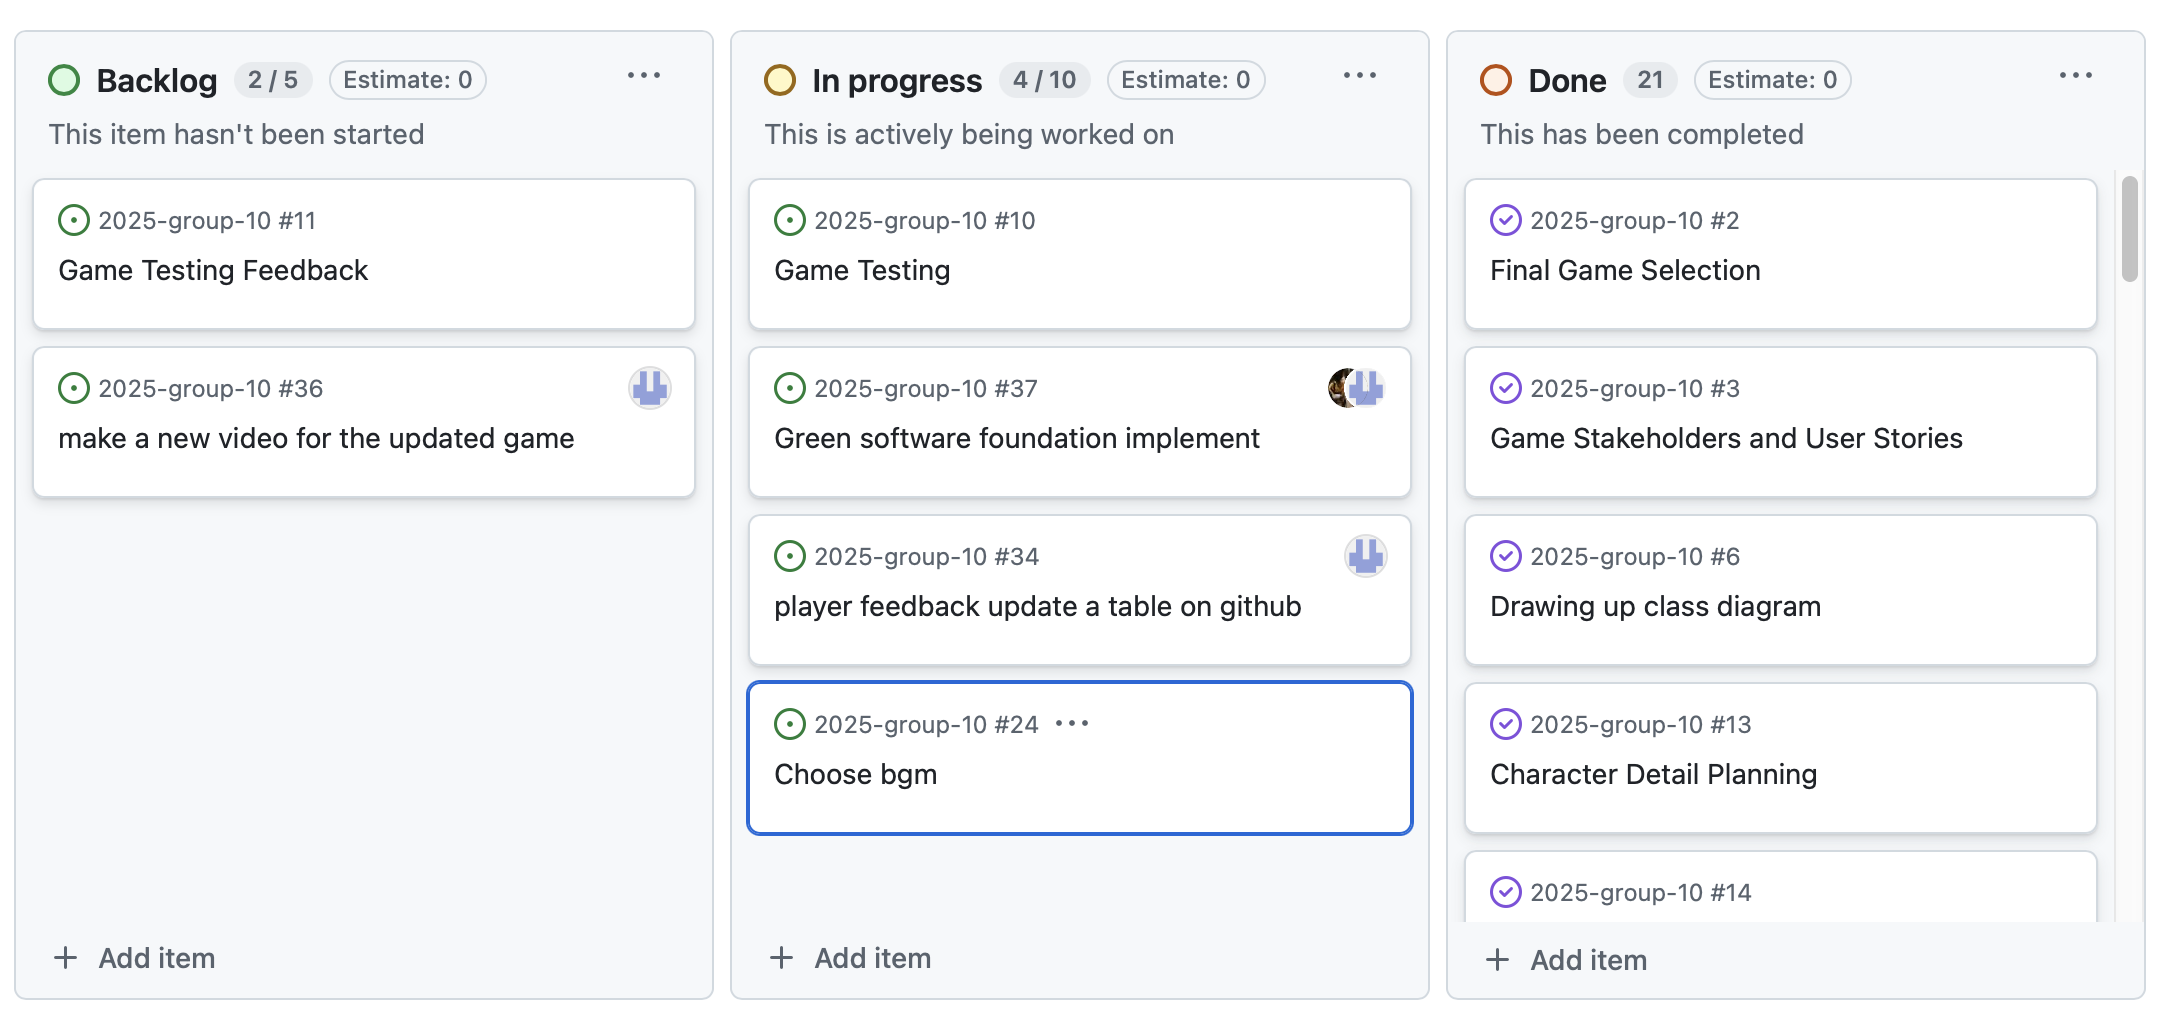 Backlog 2 / 5 Estimate: 0
This item hasn't been started
2025-group-10 #11
Game Testing Feedback
2025-group-10 #36
make a new video for the updated game
Add item
In progress 4 / 10 Estimate: 0
This is actively being worked on
2025-group-10 #10
Game Testing
2025-group-10 #37
Green software foundation implement
2025-group-10 #34
player feedback update a table on github
2025-group-10 #24
Choose bgm
Add item
Done 21 Estimate: 0
This has been completed
2025-group-10 #2
Final Game Selection
2025-group-10 #3
Game Stakeholders and User Stories
2025-group-10 #6
Drawing up class diagram
2025-group-10 #13
Character Detail Planning
2025-group-10 #14
Add item